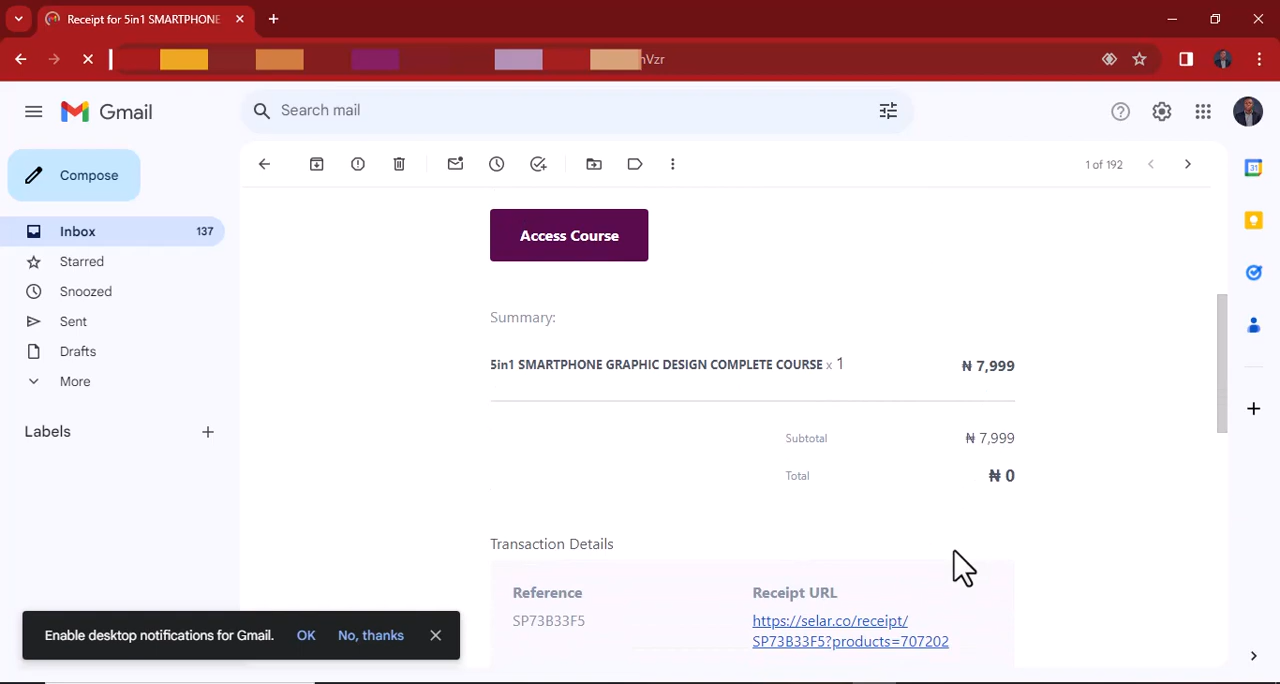 Receipt for 5in1 SMARTPHONE
nVzr
Gmail
Search mail
Compose
1 of 192
Inbox 137
Starred
Snoozed
Sent
Drafts
More
Labels
Access Course
Summary:
5in1 SMARTPHONE GRAPHIC DESIGN COMPLETE COURSE x 1 ₦ 7,999
Subtotal ₦ 7,999
Total ₦ 0
Transaction Details
Reference Receipt URL
SP73B33F5 https://selar.co/receipt/
SP73B33F5?products=707202
Enable desktop notifications for Gmail. OK No, thanks
31